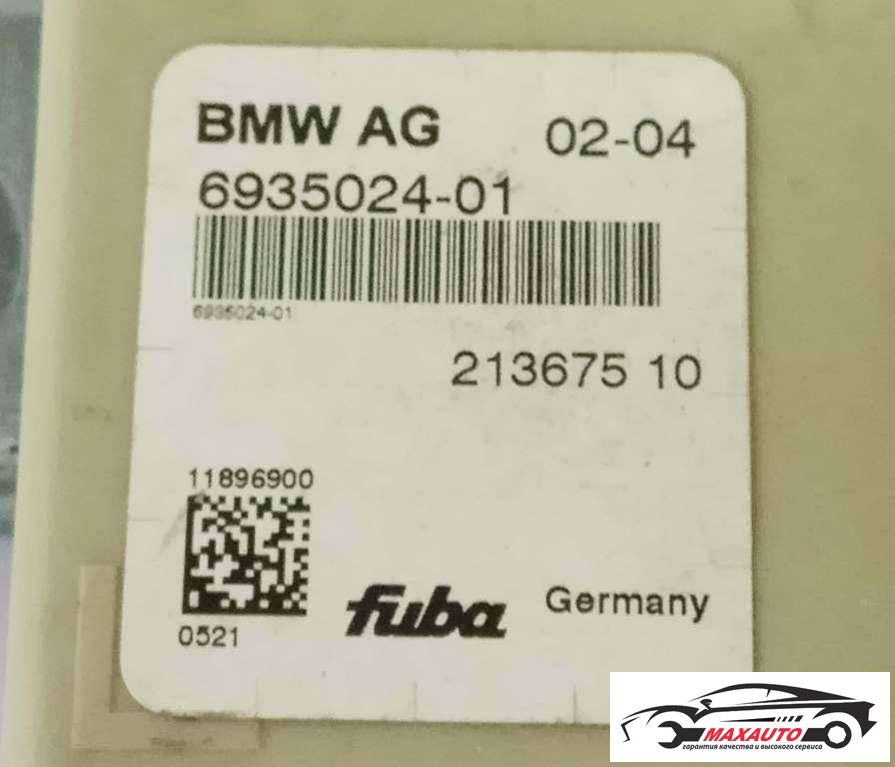 BMW AG 02-04
6935024-01
6935024-01
213675 10
11896900
0521
fuba Germany
MAXAUTO
гарантия качества и высокого сервиса